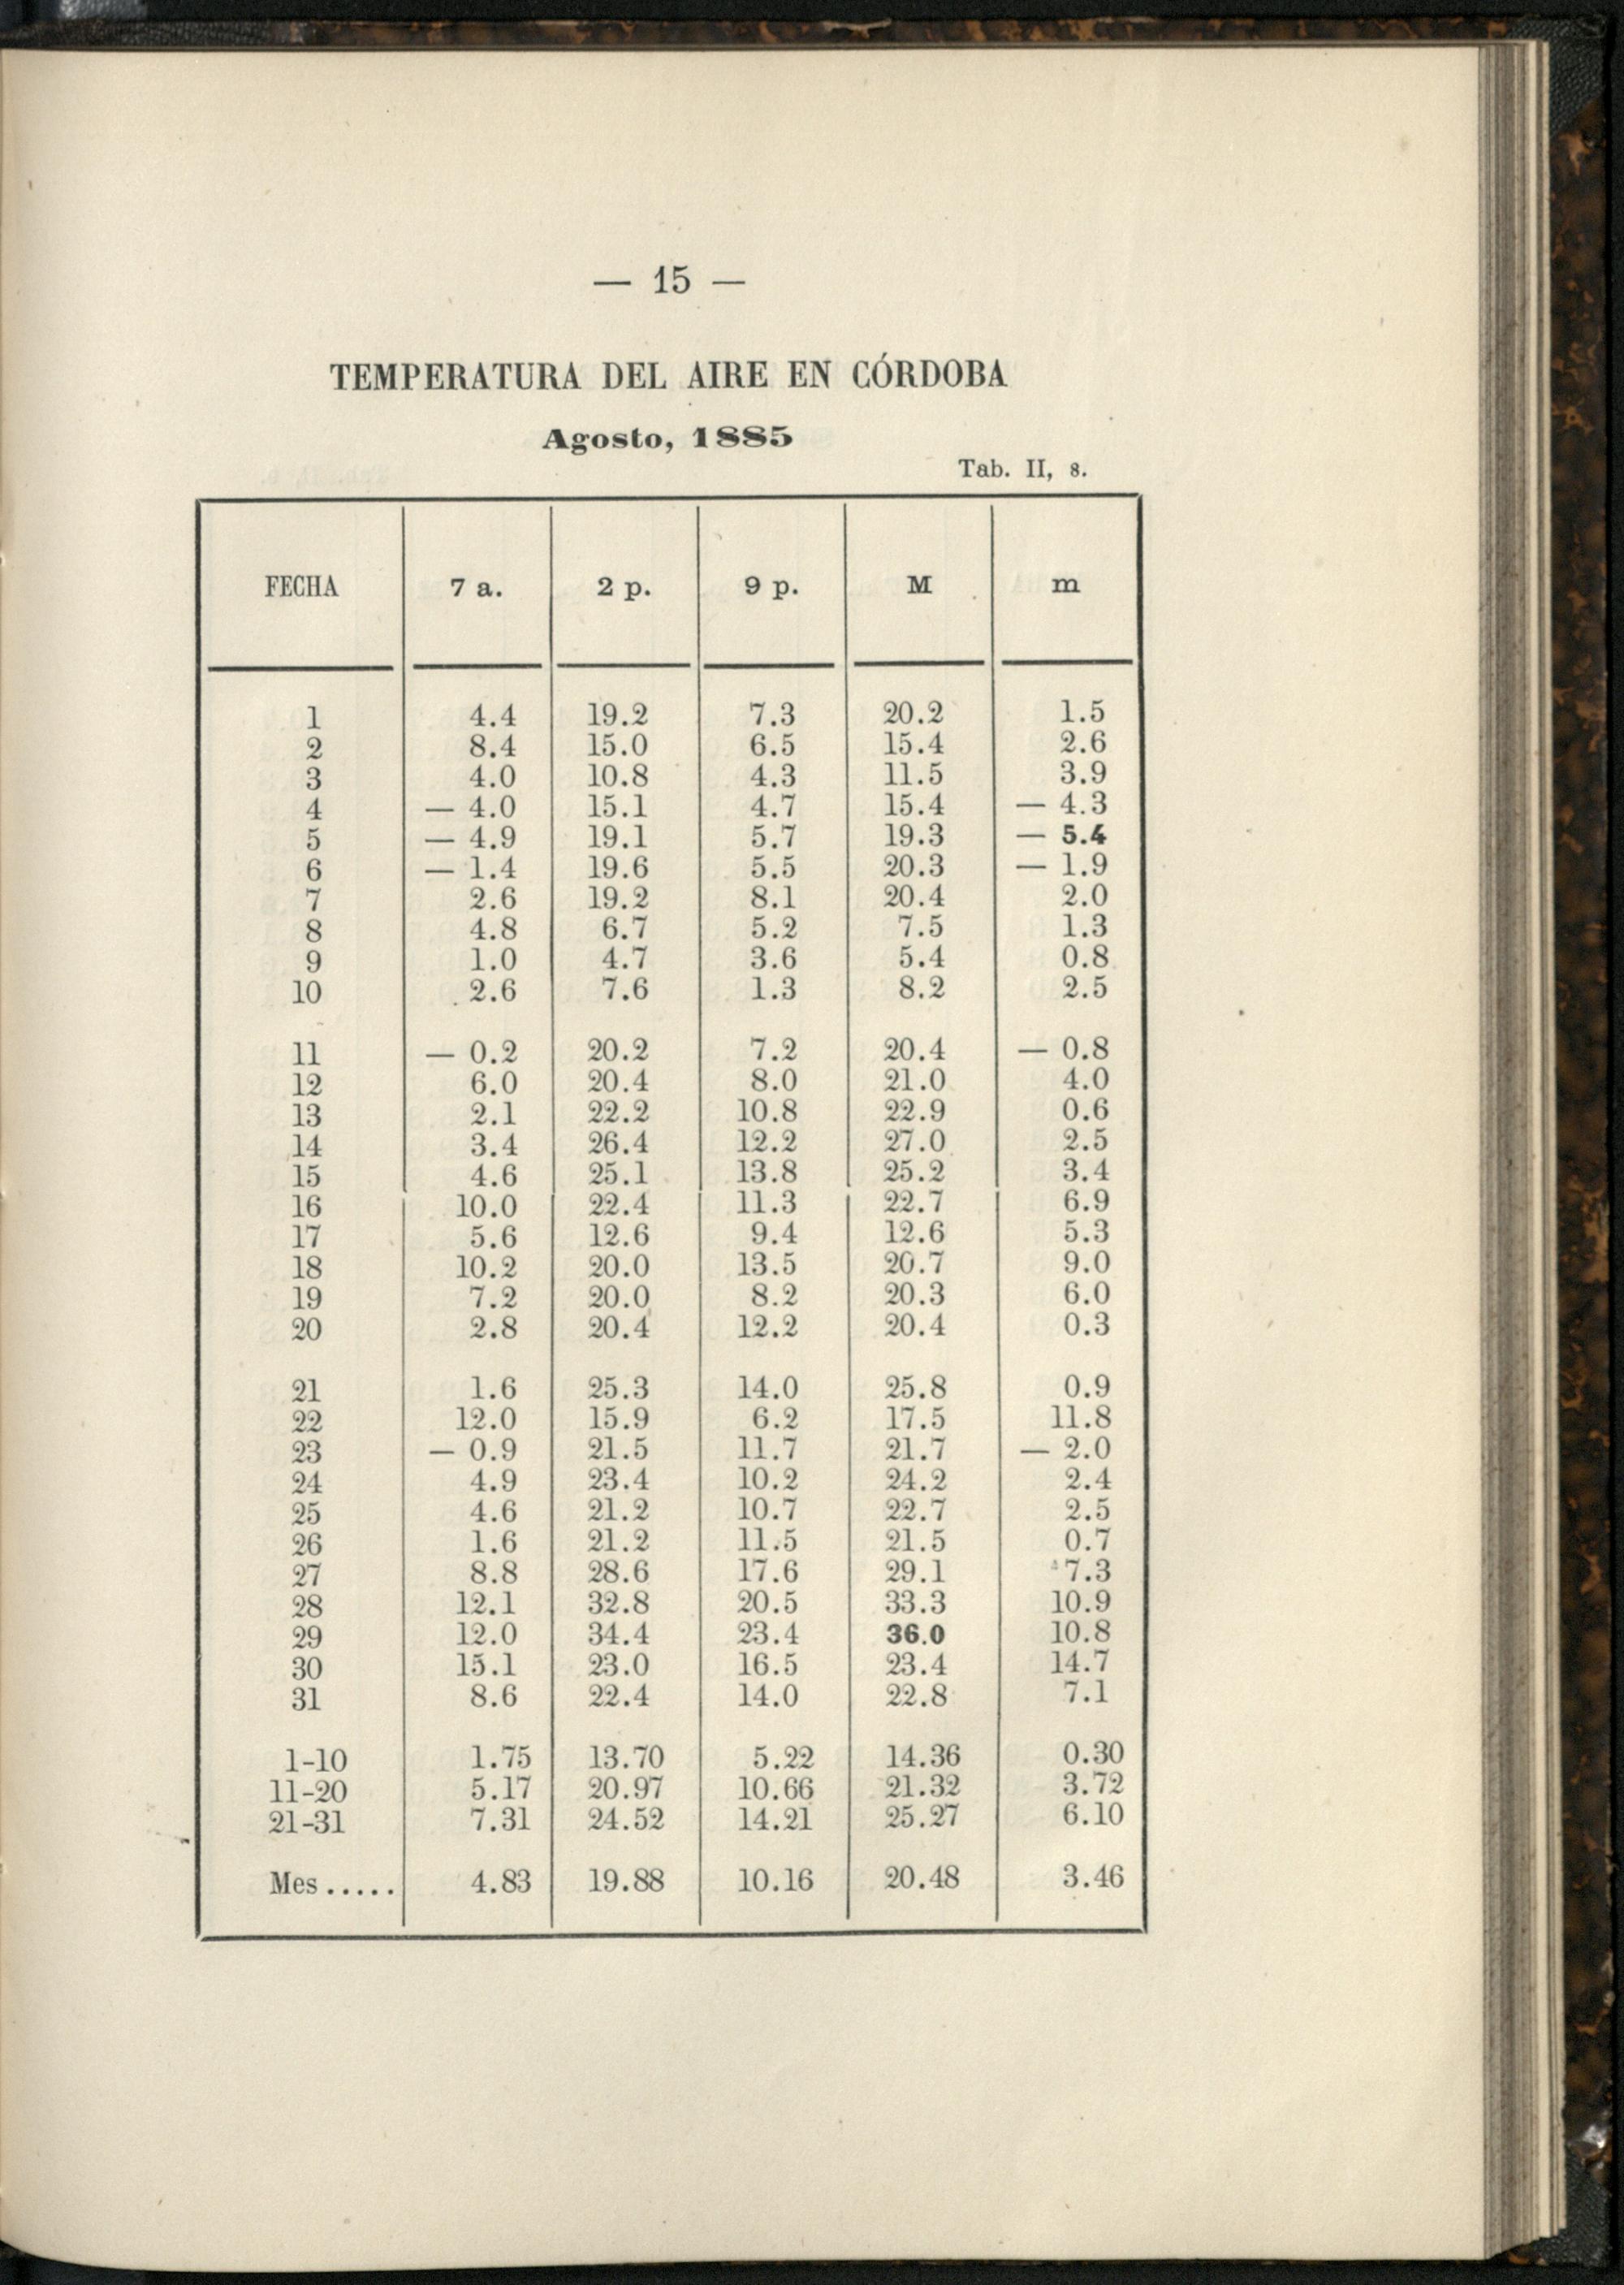 — 15 —
TEMPERATURA DEL AIRE EN CÓRDOBA
Agosto, 1885
Tab. II, 8.
FECHA 7 a. 2 p. 9 p. M m
1 4.4 19.2 7.3 20.2 1.5
2 8.4 15.0 6.5 15.4 2.6
3 4.0 10.8 4.3 11.5 3.9
4 — 4.0 15.1 4.7 15.4 — 4.3
5 — 4.9 19.1 5.7 19.3 — 5.4
6 — 1.4 19.6 5.5 20.3 — 1.9
7 2.6 19.2 8.1 20.4 2.0
8 4.8 6.7 5.2 7.5 1.3
9 1.0 4.7 3.6 5.4 0.8
10 2.6 7.6 1.3 8.2 2.5
11 — 0.2 20.2 7.2 20.4 — 0.8
12 6.0 20.4 8.0 21.0 4.0
13 2.1 22.2 10.8 22.9 0.6
14 3.4 26.4 12.2 27.0 2.5
15 4.6 25.1 13.8 25.2 3.4
16 10.0 22.4 11.3 22.7 6.9
17 5.6 12.6 9.4 12.6 5.3
18 10.2 20.0 13.5 20.7 9.0
19 7.2 20.0 8.2 20.3 6.0
20 2.8 20.4 12.2 20.4 0.3
21 1.6 25.3 14.0 25.8 0.9
22 12.0 15.9 6.2 17.5 11.8
23 — 0.9 21.5 11.7 21.7 — 2.0
24 4.9 23.4 10.2 24.2 2.4
25 4.6 21.2 10.7 22.7 2.5
26 1.6 21.2 11.5 21.5 0.7
27 8.8 28.6 17.6 29.1 7.3
28 12.1 32.8 20.5 33.3 10.9
29 12.0 34.4 23.4 36.0 10.8
30 15.1 23.0 16.5 23.4 14.7
31 8.6 22.4 14.0 22.8 7.1
1-10 1.75 13.70 5.22 14.36 0.30
11-20 5.17 20.97 10.66 21.32 3.72
21-31 7.31 24.52 14.21 25.27 6.10
Mes..... 4.83 19.88 10.16 20.48 3.46